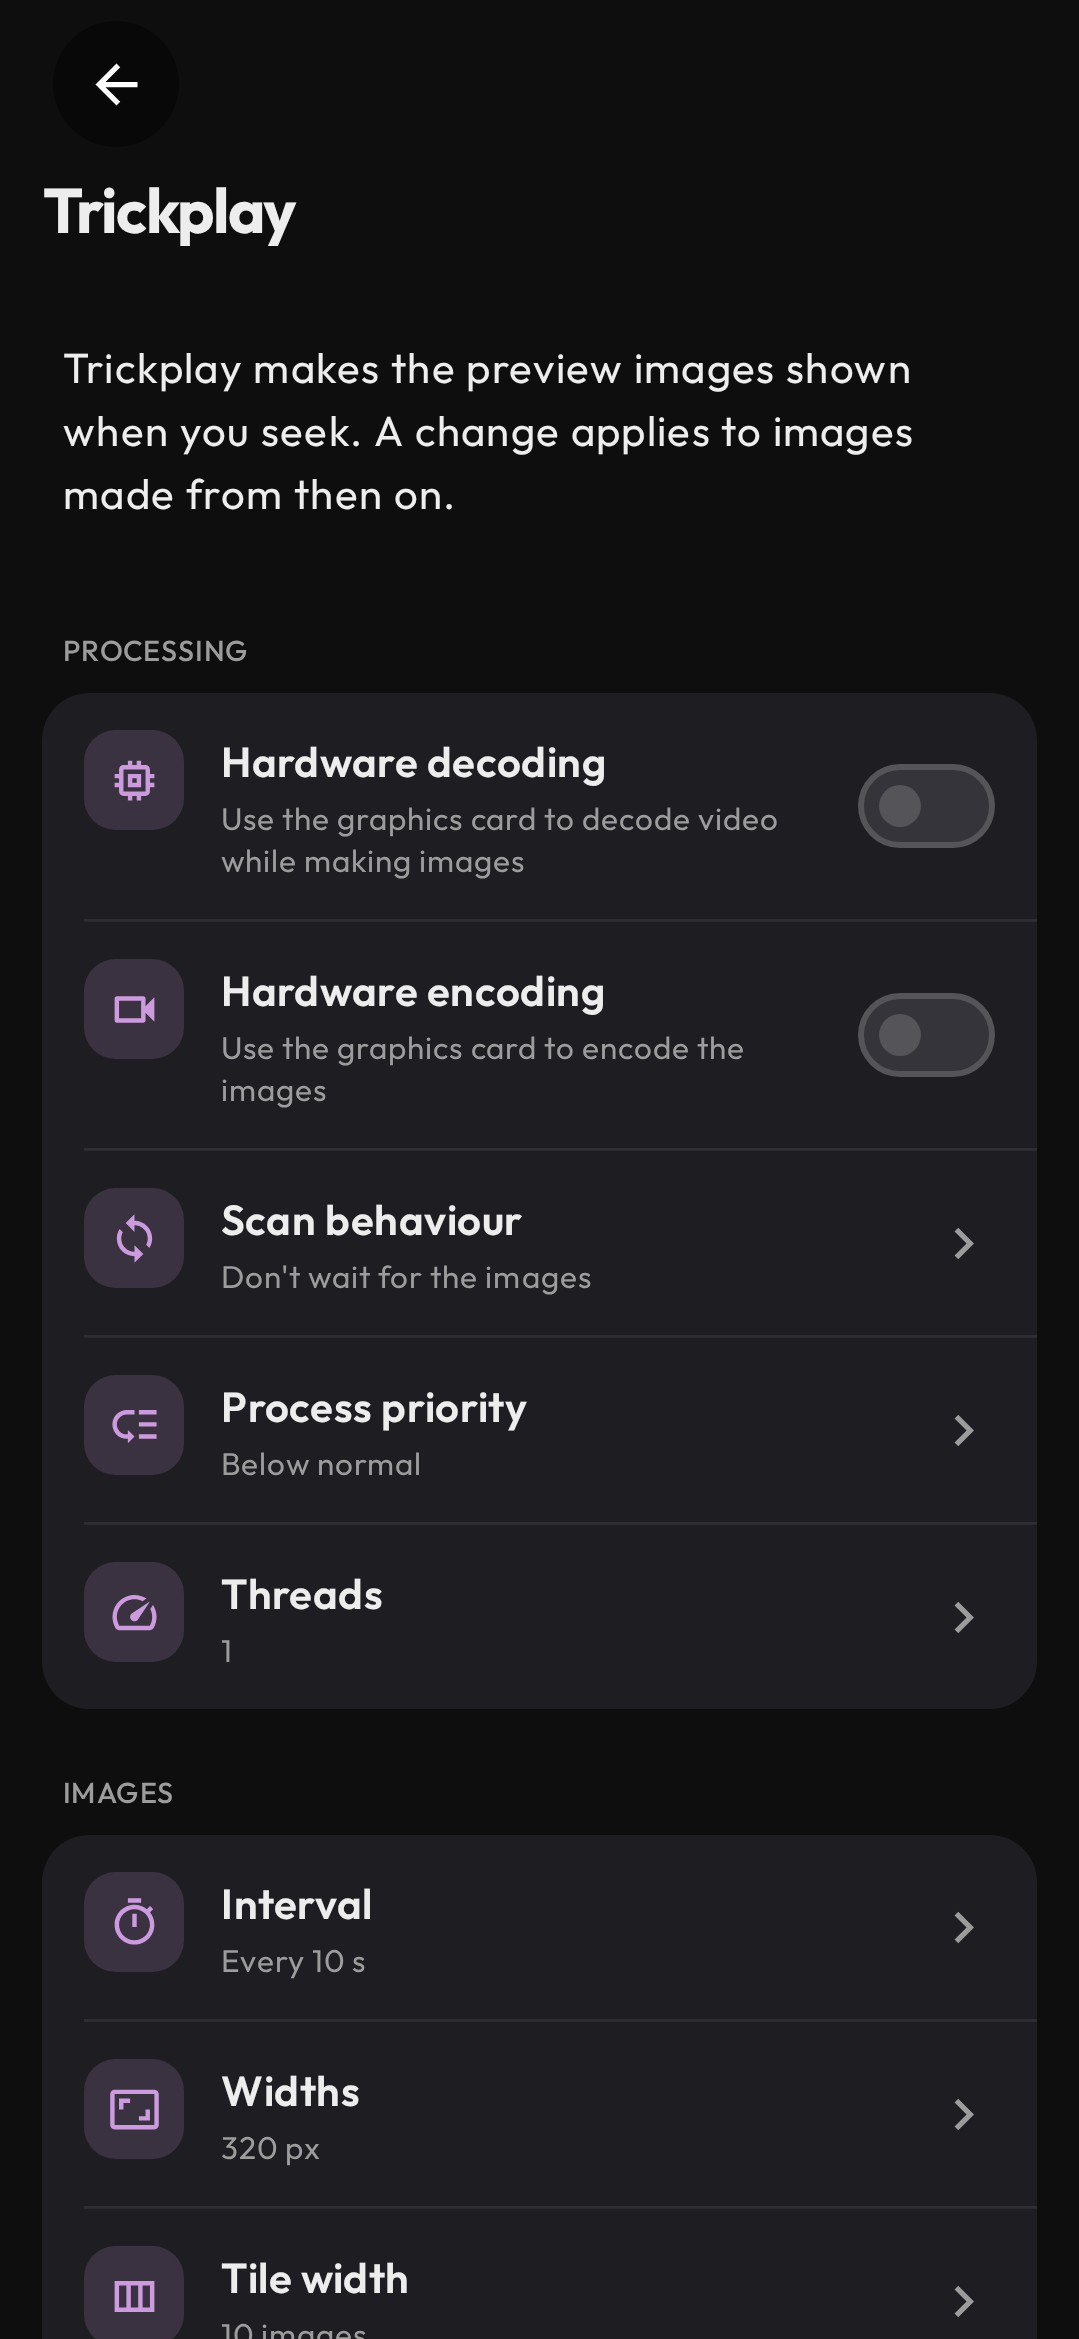 Trickplay
Trickplay makes the preview images shown
when you seek. A change applies to images
made from then on.
PROCESSING
Hardware decoding
Use the graphics card to decode video
while making images
Hardware encoding
Use the graphics card to encode the
images
Scan behaviour
Don't wait for the images
Process priority
Below normal
Threads
1
IMAGES
Interval
Every 10 s
Widths
320 px
Tile width
10 images